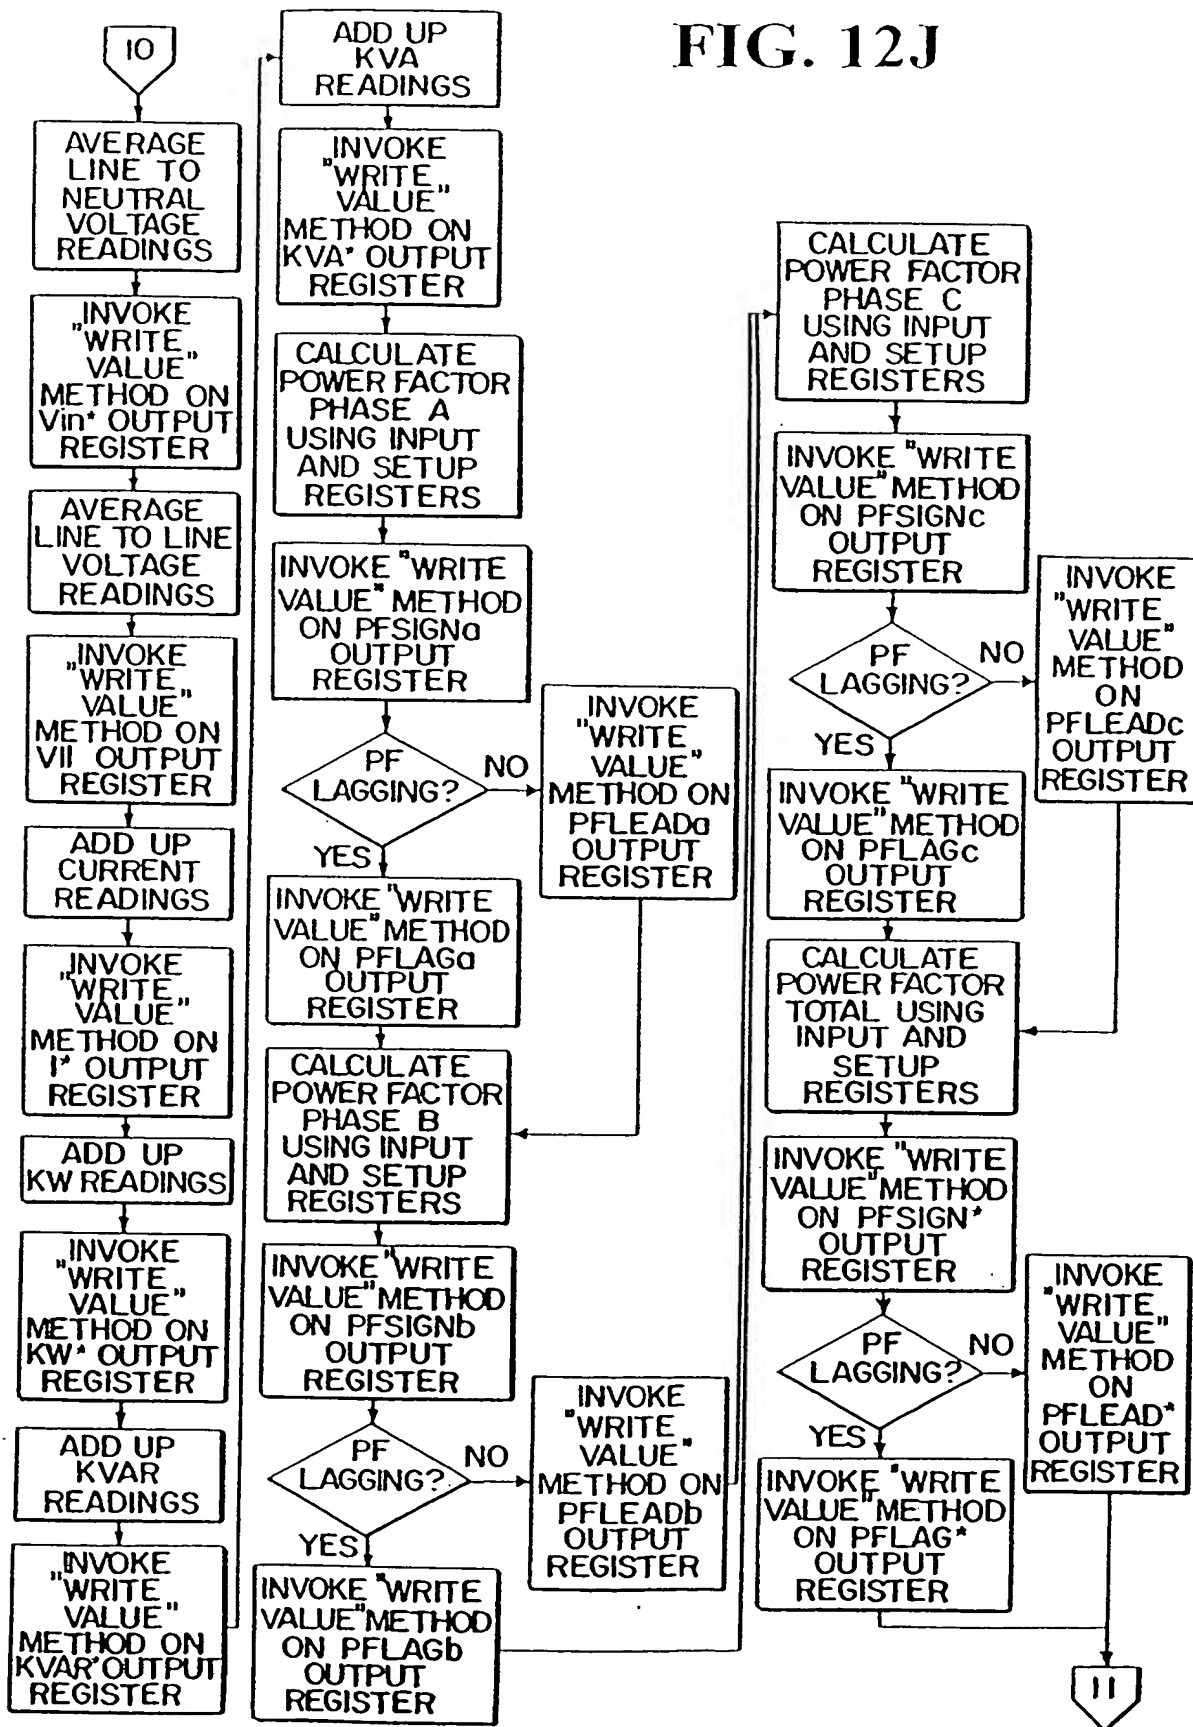 FIG. 12J
10
AVERAGE
LINE TO
NEUTRAL
VOLTAGE
READINGS
INVOKE
"WRITE
VALUE"
METHOD ON
Vin* OUTPUT
REGISTER
AVERAGE
LINE TO LINE
VOLTAGE
READINGS
INVOKE
"WRITE
VALUE"
METHOD ON
Vll OUTPUT
REGISTER
ADD UP
CURRENT
READINGS
INVOKE
"WRITE
VALUE"
METHOD ON
I* OUTPUT
REGISTER
ADD UP
KW READINGS
INVOKE
"WRITE
VALUE"
METHOD ON
KW* OUTPUT
REGISTER
ADD UP
KVAR
READINGS
INVOKE
"WRITE
VALUE"
METHOD ON
KVAR* OUTPUT
REGISTER
ADD UP
KVA
READINGS
INVOKE
"WRITE
VALUE"
METHOD ON
KVA* OUTPUT
REGISTER
CALCULATE
POWER FACTOR
PHASE A
USING INPUT
AND SETUP
REGISTERS
INVOKE "WRITE
VALUE" METHOD
ON PFSIGNa
OUTPUT
REGISTER
PF
LAGGING?
NO
YES
INVOKE
"WRITE
VALUE"
METHOD ON
PFLEADa
OUTPUT
REGISTER
INVOKE "WRITE
VALUE" METHOD
ON PFLAGa
OUTPUT
REGISTER
CALCULATE
POWER FACTOR
PHASE B
USING INPUT
AND SETUP
REGISTERS
INVOKE "WRITE
VALUE" METHOD
ON PFSIGNb
OUTPUT
REGISTER
PF
LAGGING?
NO
YES
INVOKE
"WRITE
VALUE"
METHOD ON
PFLEADb
OUTPUT
REGISTER
INVOKE "WRITE
VALUE" METHOD
ON PFLAGb
OUTPUT
REGISTER
CALCULATE
POWER FACTOR
PHASE C
USING INPUT
AND SETUP
REGISTERS
INVOKE "WRITE
VALUE" METHOD
ON PFSIGNc
OUTPUT
REGISTER
PF
LAGGING?
NO
YES
INVOKE
"WRITE
VALUE"
METHOD
ON
PFLEADc
OUTPUT
REGISTER
INVOKE "WRITE
VALUE" METHOD
ON PFLAGc
OUTPUT
REGISTER
CALCULATE
POWER FACTOR
TOTAL USING
INPUT AND
SETUP
REGISTERS
INVOKE "WRITE
VALUE" METHOD
ON PFSIGN*
OUTPUT
REGISTER
PF
LAGGING?
NO
YES
INVOKE
"WRITE
VALUE"
METHOD
ON
PFLEAD*
OUTPUT
REGISTER
INVOKE "WRITE
VALUE" METHOD
ON PFLAG*
OUTPUT
REGISTER
11